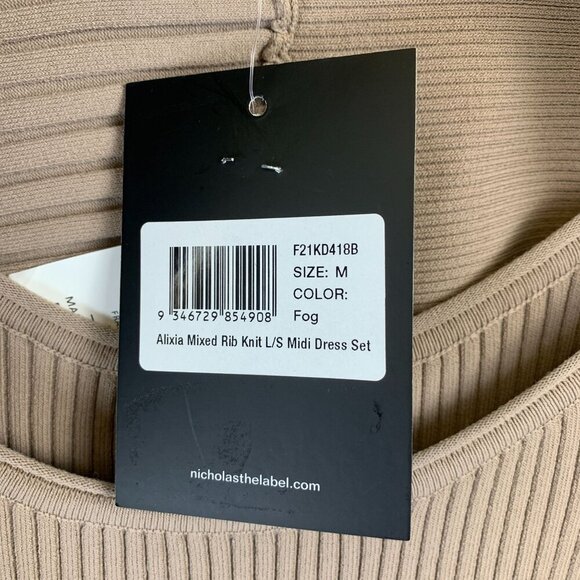 F21KD418B
SIZE: M
COLOR:
Fog
9 346729 854908
Alixia Mixed Rib Knit L/S Midi Dress Set
nicholasthelabel.com